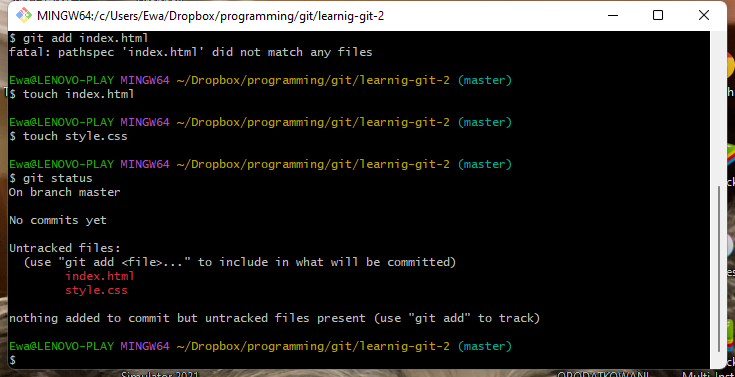 MINGW64:/c/Users/Ewa/Dropbox/programming/git/learnig-git-2
$ git add index.html
fatal: pathspec 'index.html' did not match any files
Ewa@LENOVO-PLAY MINGW64 ~/Dropbox/programming/git/learnig-git-2 (master)
$ touch index.html
Ewa@LENOVO-PLAY MINGW64 ~/Dropbox/programming/git/learnig-git-2 (master)
$ touch style.css
Ewa@LENOVO-PLAY MINGW64 ~/Dropbox/programming/git/learnig-git-2 (master)
$ git status
On branch master
No commits yet
Untracked files:
(use "git add <file>..." to include in what will be committed)
index.html
style.css
nothing added to commit but untracked files present (use "git add" to track)
Ewa@LENOVO-PLAY MINGW64 ~/Dropbox/programming/git/learnig-git-2 (master)
$
Simulator 2021